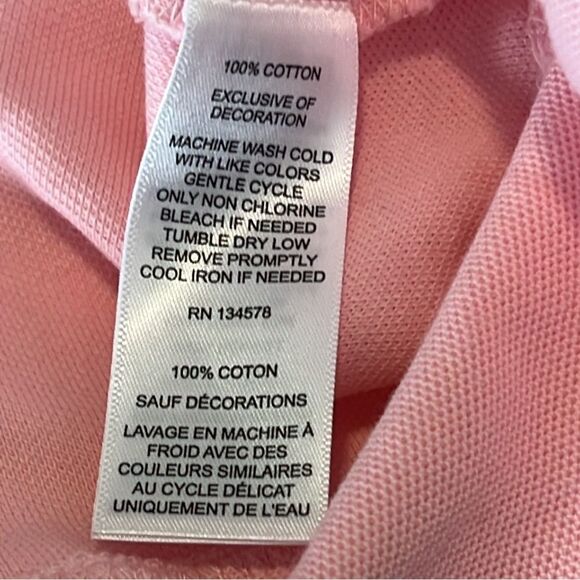 100% COTTON
EXCLUSIVE OF
DECORATION
MACHINE WASH COLD
WITH LIKE COLORS
GENTLE CYCLE
ONLY NON CHLORINE
BLEACH IF NEEDED
TUMBLE DRY LOW
REMOVE PROMPTLY
COOL IRON IF NEEDED
RN 134578
100% COTON
SAUF DÉCORATIONS
LAVAGE EN MACHINE À
FROID AVEC DES
COULEURS SIMILAIRES
AU CYCLE DÉLICAT
UNIQUEMENT DE L'EAU